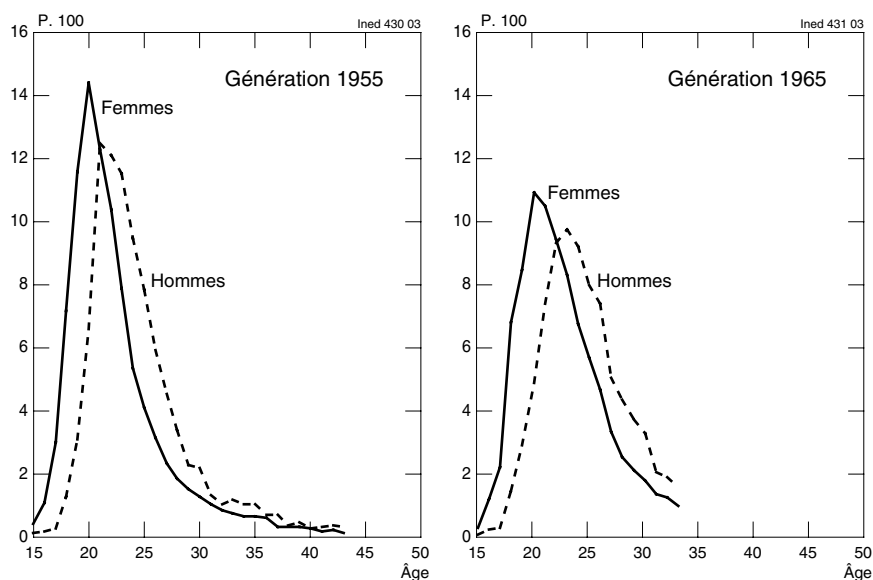 P. 100
Ined 430 03
16
14
12
10
8
6
4
2
0
Génération 1955
Femmes
Hommes
15 20 25 30 35 40 45 50
Âge
P. 100
Ined 431 03
16
14
12
10
8
6
4
2
0
Génération 1965
Femmes
Hommes
15 20 25 30 35 40 45 50
Âge